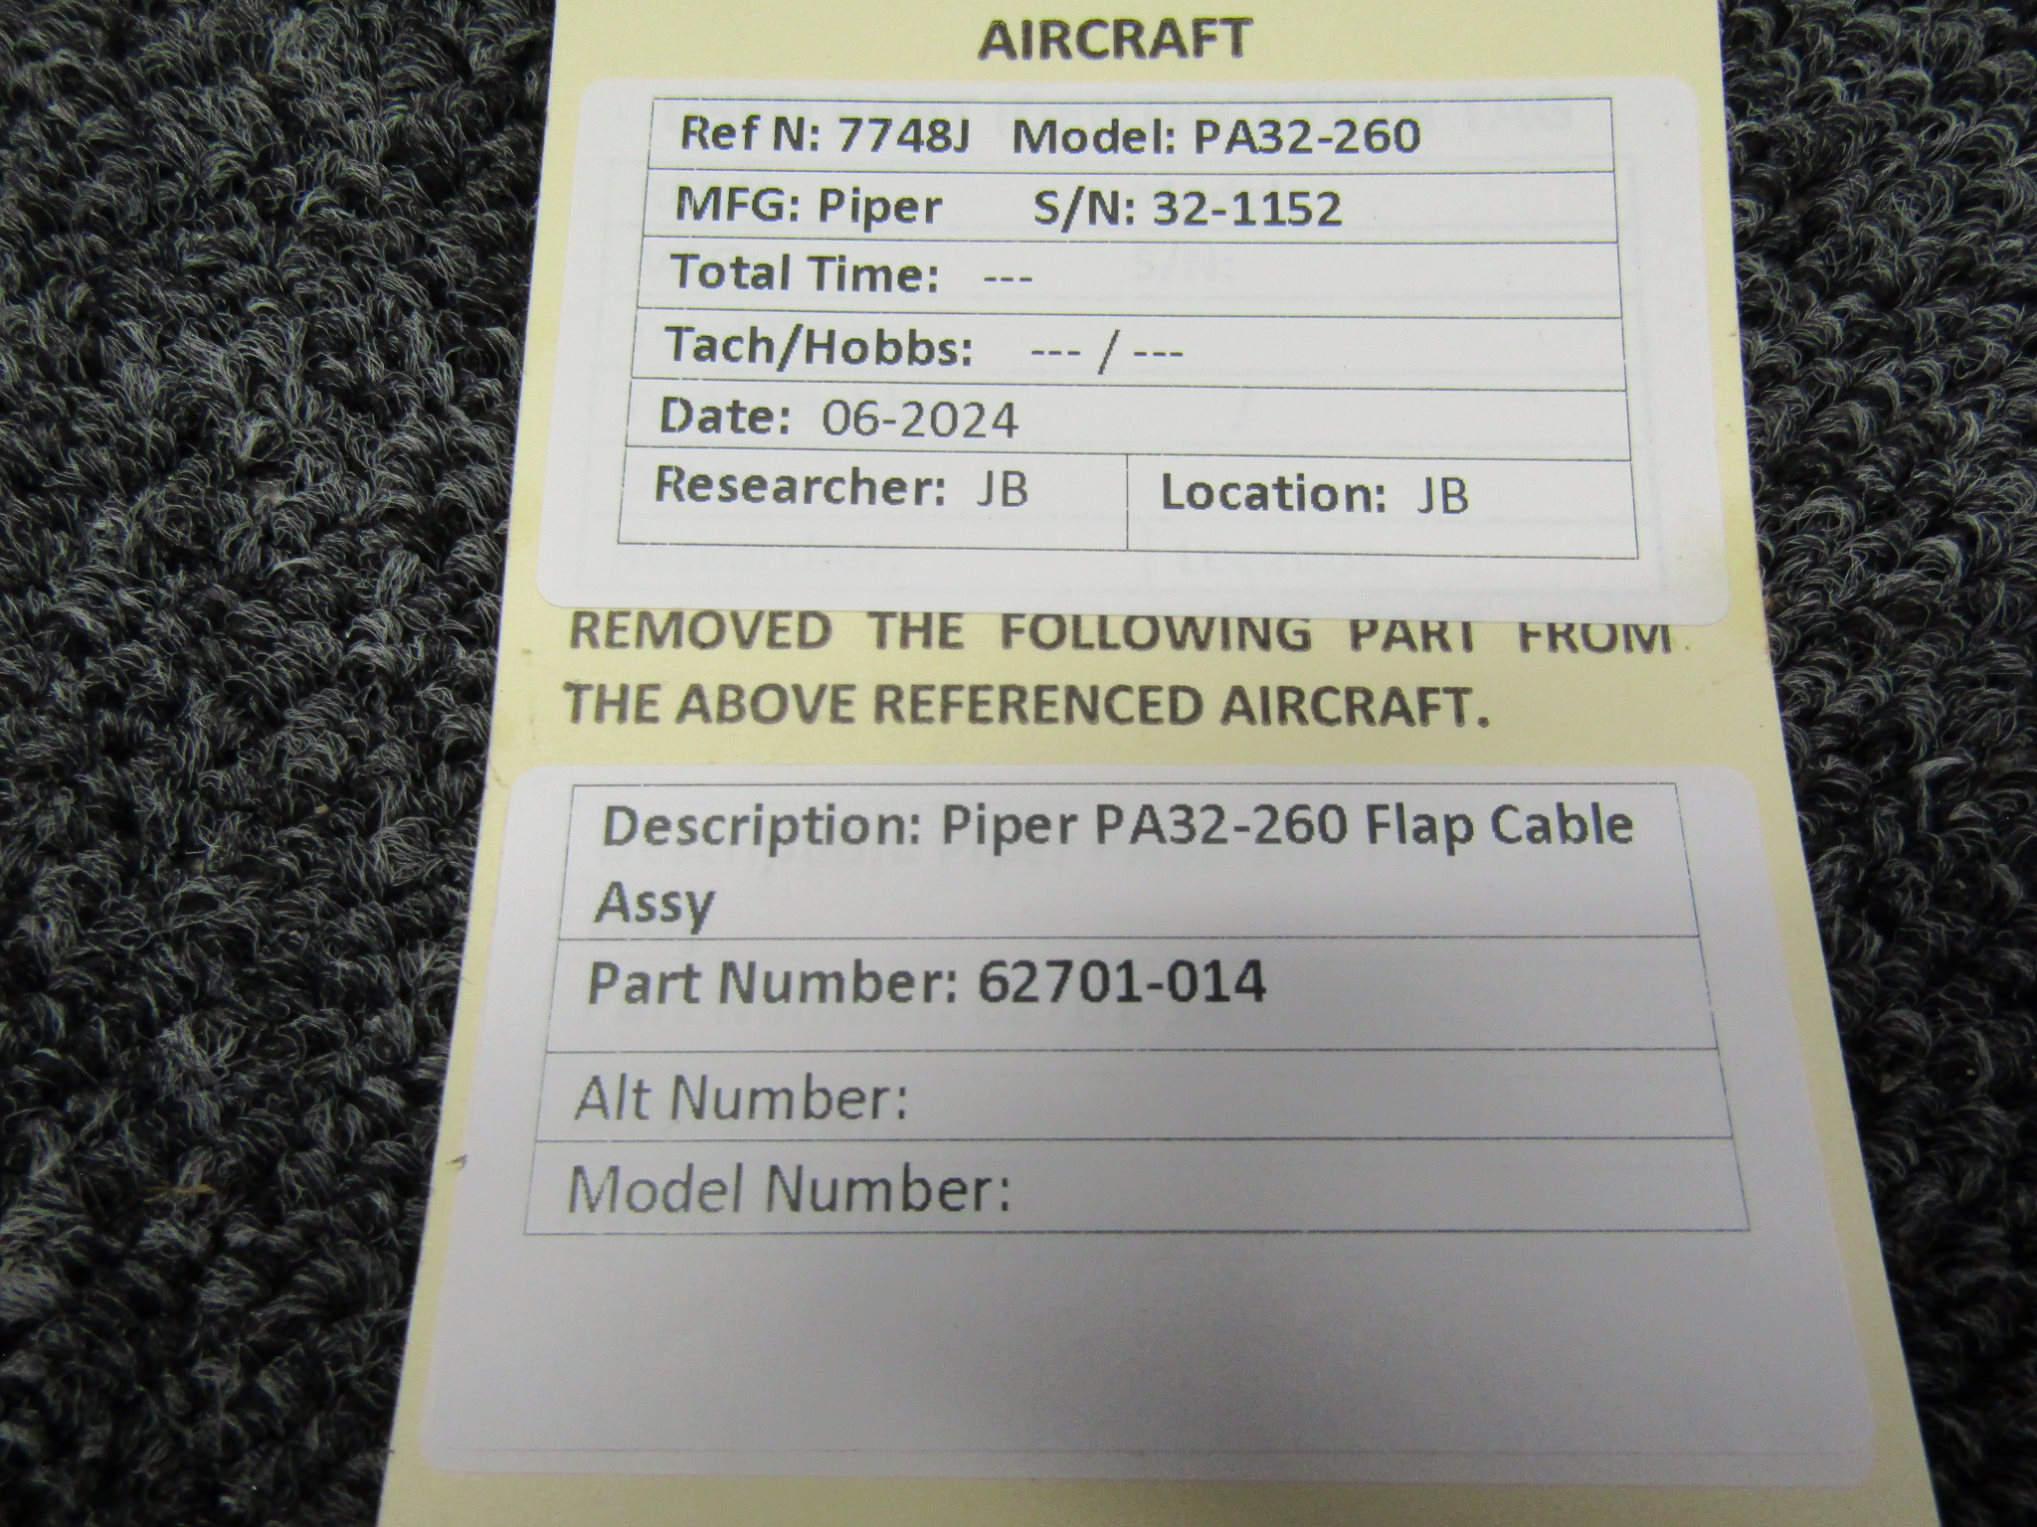 AIRCRAFT
Ref N: 7748J Model: PA32-260
MFG: Piper S/N: 32-1152
Total Time: ---
Tach/Hobbs: --- / ---
Date: 06-2024
Researcher: JB Location: JB
REMOVED THE FOLLOWING PART FROM
THE ABOVE REFERENCED AIRCRAFT.
Description: Piper PA32-260 Flap Cable
Assy
Part Number: 62701-014
Alt Number:
Model Number: